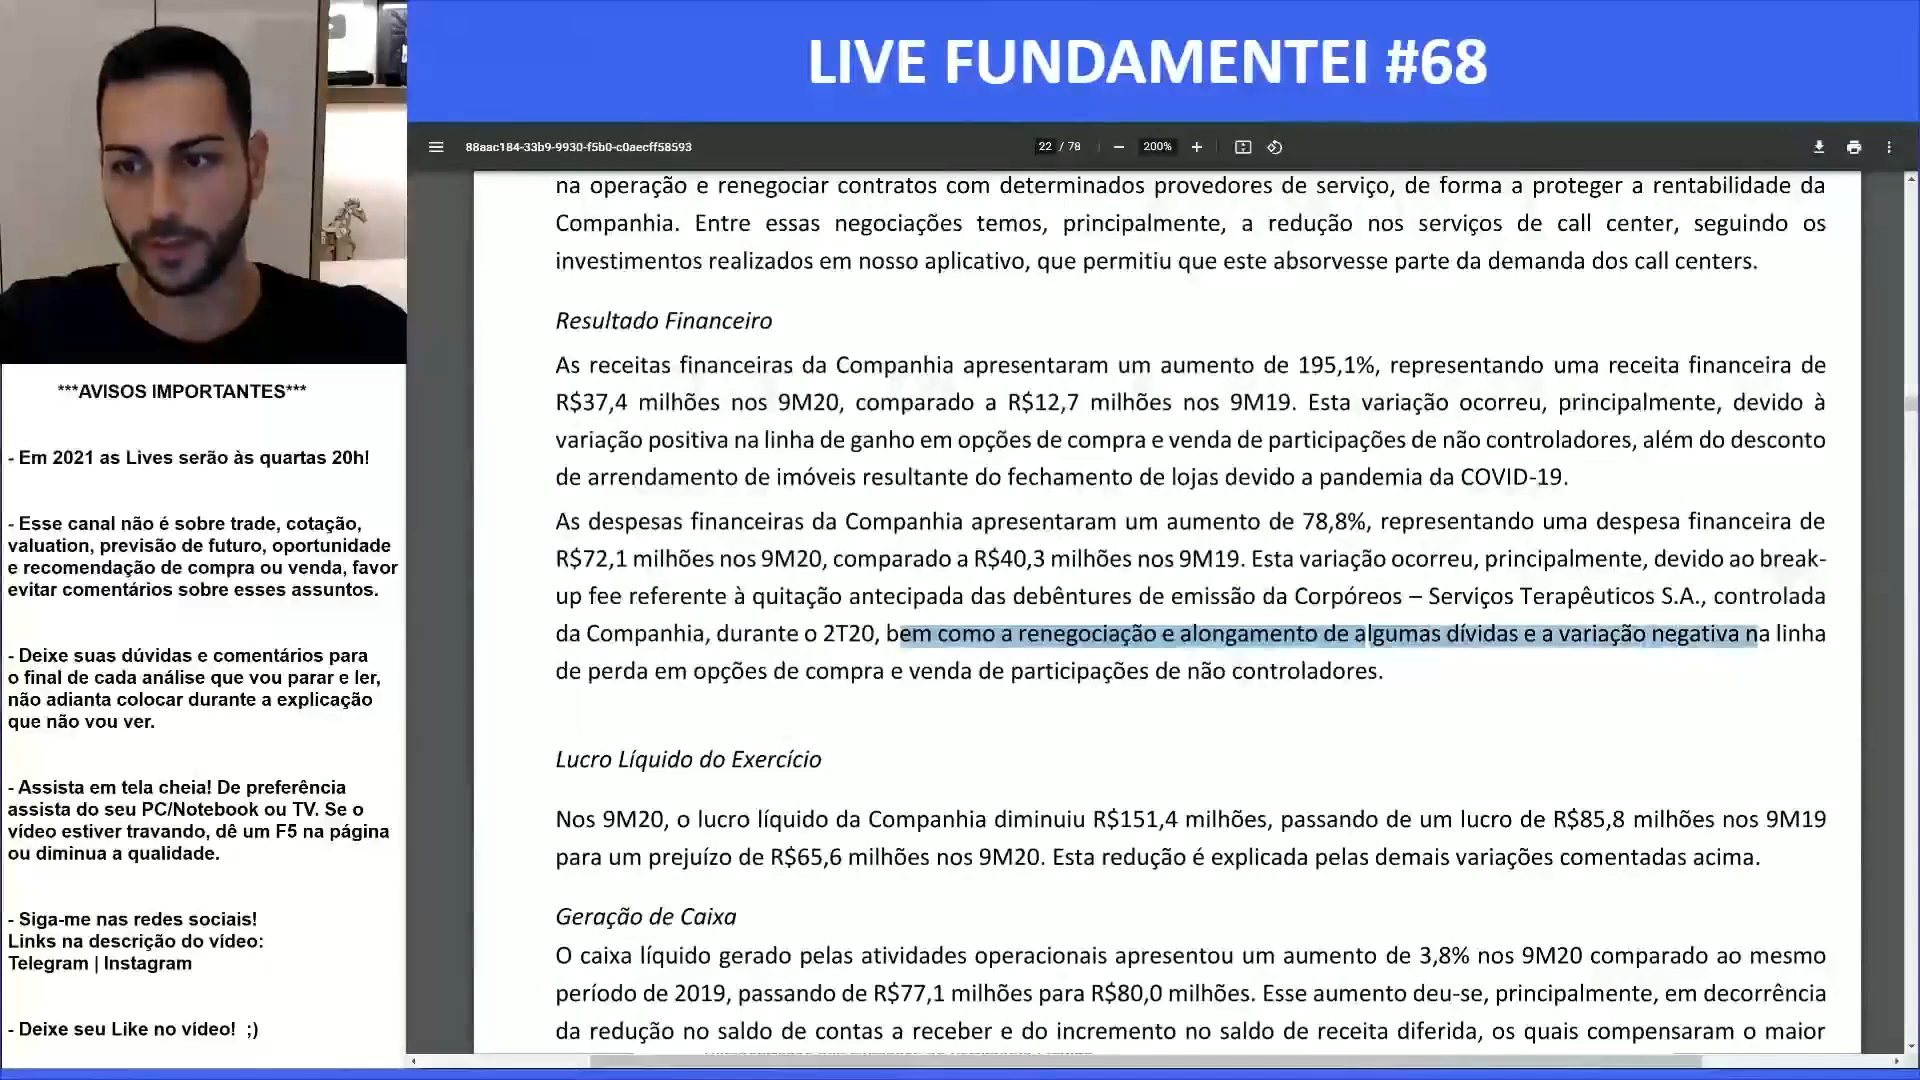 LIVE FUNDAMENTEI #68
88aac184-33b9-9930-f5b0-c0aecff58593
22 / 78
200%
na operação e renegociar contratos com determinados provedores de serviço, de forma a proteger a rentabilidade da
Companhia. Entre essas negociações temos, principalmente, a redução nos serviços de call center, seguindo os
investimentos realizados em nosso aplicativo, que permitiu que este absorvesse parte da demanda dos call centers.
Resultado Financeiro
As receitas financeiras da Companhia apresentaram um aumento de 195,1%, representando uma receita financeira de
R$37,4 milhões nos 9M20, comparado a R$12,7 milhões nos 9M19. Esta variação ocorreu, principalmente, devido à
variação positiva na linha de ganho em opções de compra e venda de participações de não controladores, além do desconto
de arrendamento de imóveis resultante do fechamento de lojas devido a pandemia da COVID-19.
As despesas financeiras da Companhia apresentaram um aumento de 78,8%, representando uma despesa financeira de
R$72,1 milhões nos 9M20, comparado a R$40,3 milhões nos 9M19. Esta variação ocorreu, principalmente, devido ao break-
up fee referente à quitação antecipada das debêntures de emissão da Corpóreos – Serviços Terapêuticos S.A., controlada
da Companhia, durante o 2T20, bem como a renegociação e alongamento de algumas dívidas e a variação negativa na linha
de perda em opções de compra e venda de participações de não controladores.
Lucro Líquido do Exercício
Nos 9M20, o lucro líquido da Companhia diminuiu R$151,4 milhões, passando de um lucro de R$85,8 milhões nos 9M19
para um prejuízo de R$65,6 milhões nos 9M20. Esta redução é explicada pelas demais variações comentadas acima.
Geração de Caixa
O caixa líquido gerado pelas atividades operacionais apresentou um aumento de 3,8% nos 9M20 comparado ao mesmo
período de 2019, passando de R$77,1 milhões para R$80,0 milhões. Esse aumento deu-se, principalmente, em decorrência
da redução no saldo de contas a receber e do incremento no saldo de receita diferida, os quais compensaram o maior
***AVISOS IMPORTANTES***
- Em 2021 as Lives serão às quartas 20h!
- Esse canal não é sobre trade, cotação,
valuation, previsão de futuro, oportunidade
e recomendação de compra ou venda, favor
evitar comentários sobre esses assuntos.
- Deixe suas dúvidas e comentários para
o final de cada análise que vou parar e ler,
não adianta colocar durante a explicação
que não vou ver.
- Assista em tela cheia! De preferência
assista do seu PC/Notebook ou TV. Se o
vídeo estiver travando, dê um F5 na página
ou diminua a qualidade.
- Siga-me nas redes sociais!
Links na descrição do vídeo:
Telegram | Instagram
- Deixe seu Like no vídeo! ;)